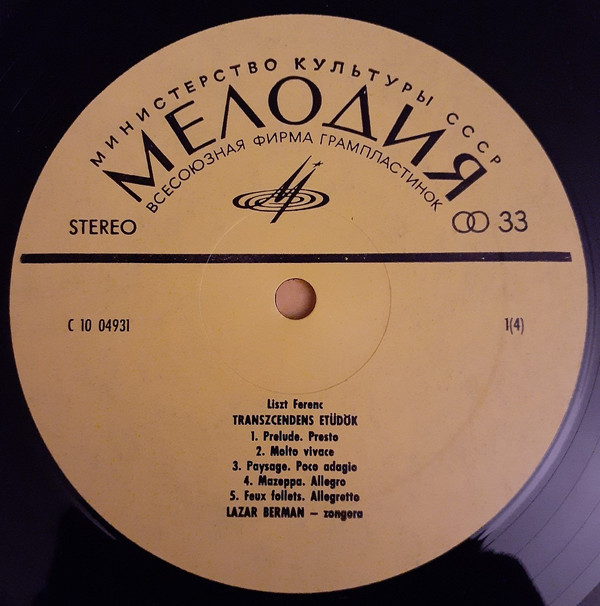 МИНИСТЕРСТВО КУЛЬТУРЫ СССР
МЕЛОДИЯ
ВСЕСОЮЗНАЯ ФИРМА ГРАМПЛАСТИНОК
STEREO
33
C 10 04931
1(4)
Liszt Ferenc
TRANSZCENDENS ETÜDÖK
1. Prelude. Presto
2. Molto vivace
3. Paysage. Poco adagio
4. Mazeppa. Allegro
5. Feux follets. Allegretto
LAZAR BERMAN — zongora